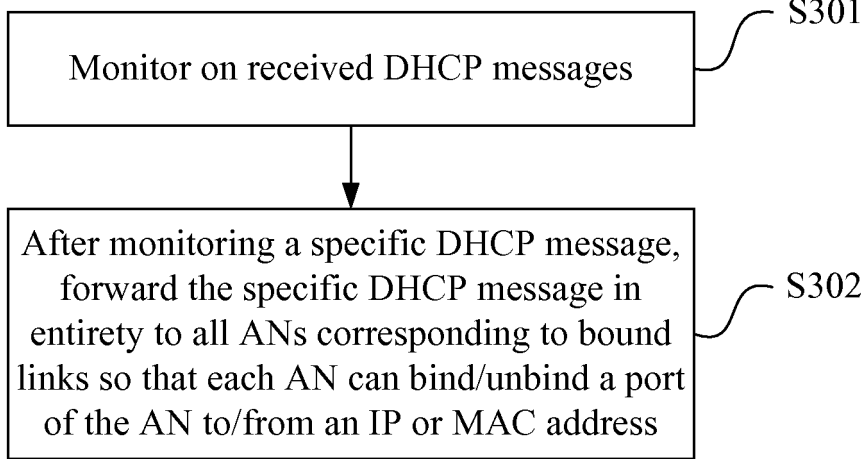 S301
Monitor on received DHCP messages
After monitoring a specific DHCP message,
forward the specific DHCP message in
entirety to all ANs corresponding to bound
links so that each AN can bind/unbind a port
of the AN to/from an IP or MAC address
S302